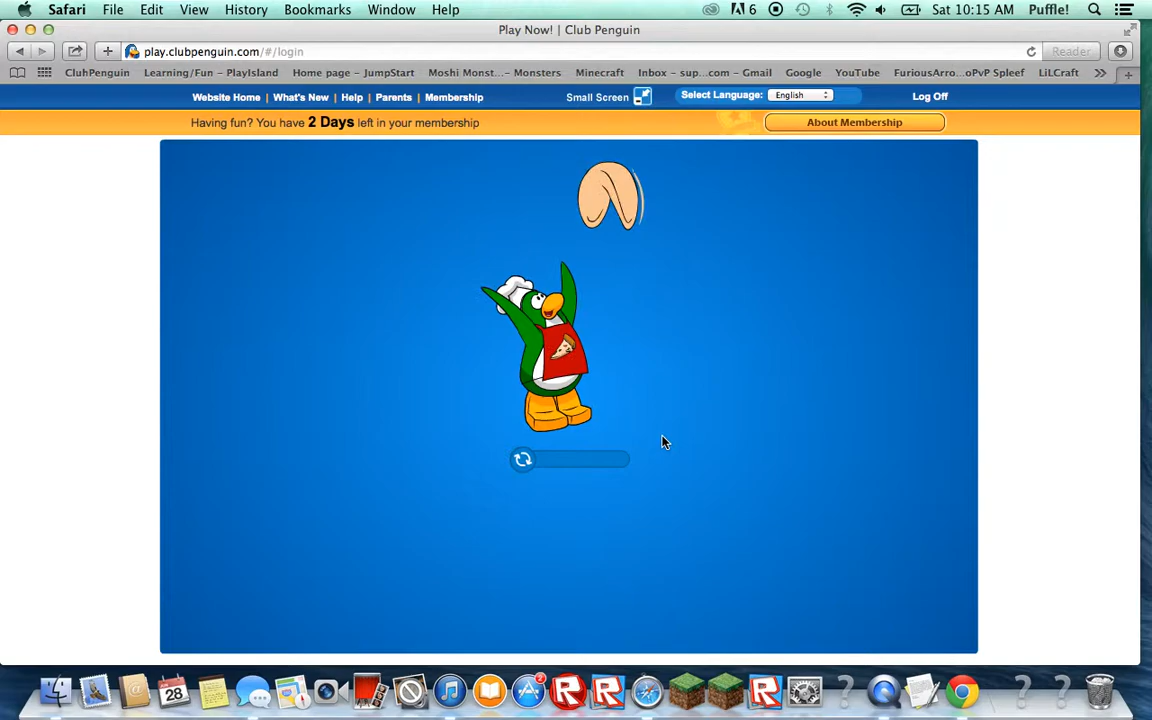 Safari File Edit View History Bookmarks Window Help 6 Sat 10:15 AM Puffle!
Play Now! | Club Penguin
play.clubpenguin.com/#/login Reader
ClubPenguin Learning/Fun – PlayIsland Home page – JumpStart Moshi Monst...– Monsters Minecraft Inbox – sup...com – Gmail Google YouTube FuriousArro...oPvP Spleef LiLCraft
Website Home | What's New | Help | Parents | Membership Small Screen Select Language: English Log Off
Having fun? You have 2 Days left in your membership About Membership
28 2